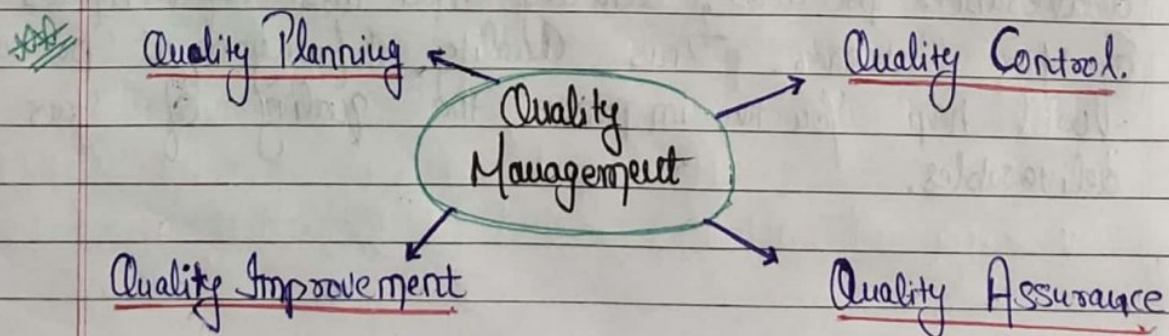 Quality Planning
Quality Control.
Quality
Management
Quality Improvement
Quality Assurance